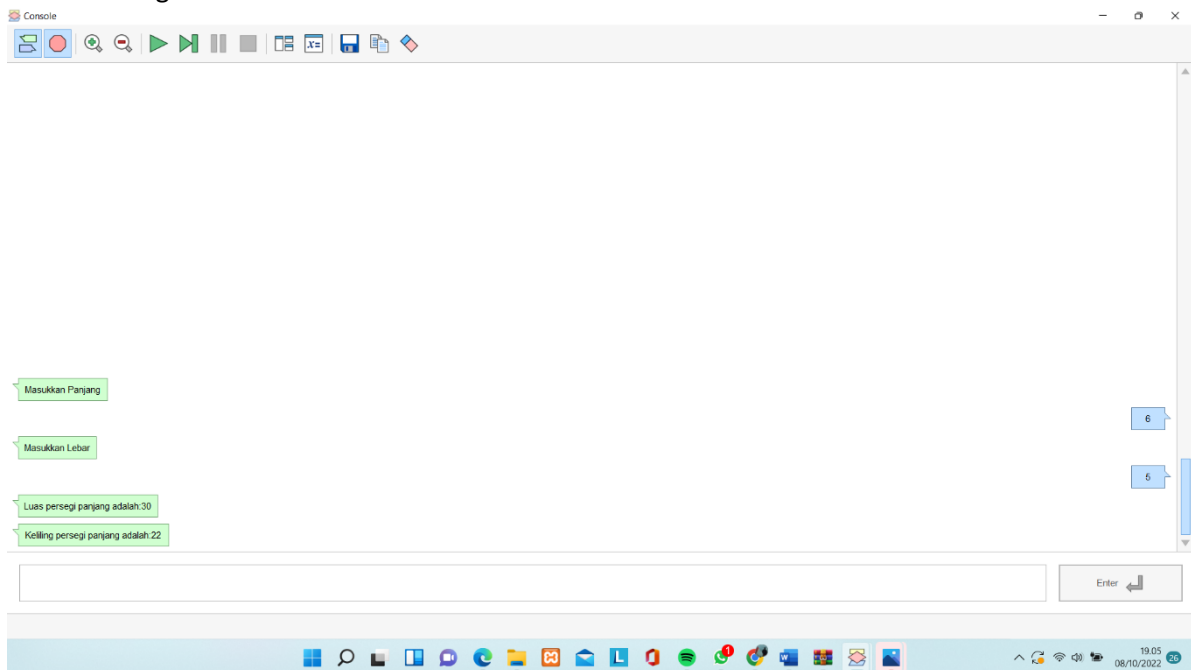 Console
Masukkan Panjang
6
Masukkan Lebar
5
Luas persegi panjang adalah:30
Keliling persegi panjang adalah:22
Enter
19.05
08/10/2022
26